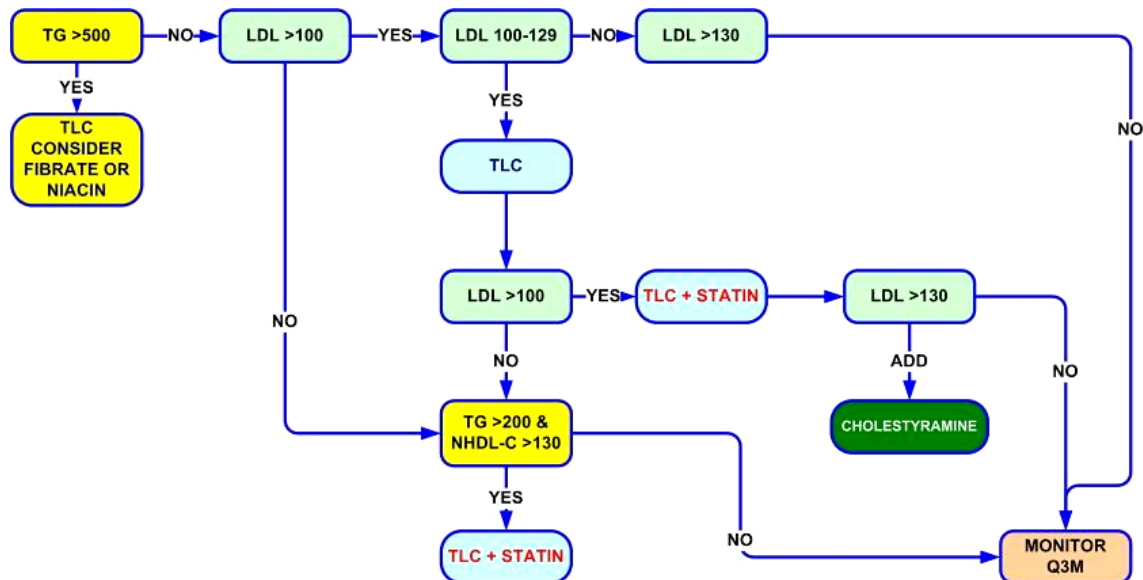 TG >500
NO
LDL >100
YES
LDL 100-129
NO
LDL >130
YES
YES
NO
TLC
CONSIDER
FIBRATE OR
NIACIN
TLC
LDL >100
YES
TLC + STATIN
LDL >130
NO
NO
ADD
NO
TG >200 &
NHDL-C >130
CHOLESTYRAMINE
YES
NO
TLC + STATIN
MONITOR
Q3M